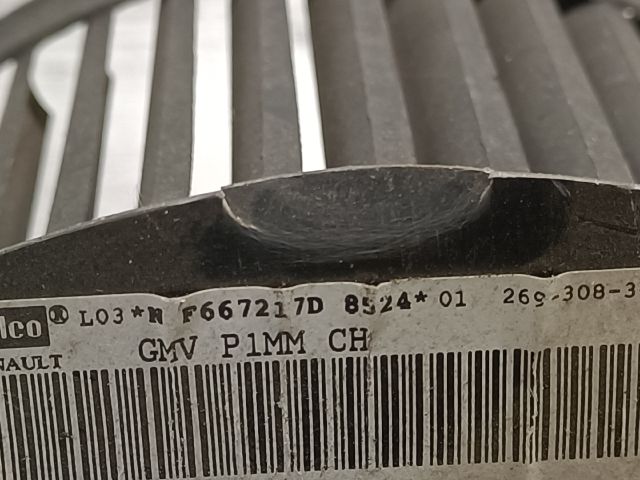 lco® L03*N F667217D 8524*01 269-308-3
NAULT GMV P1MM CH